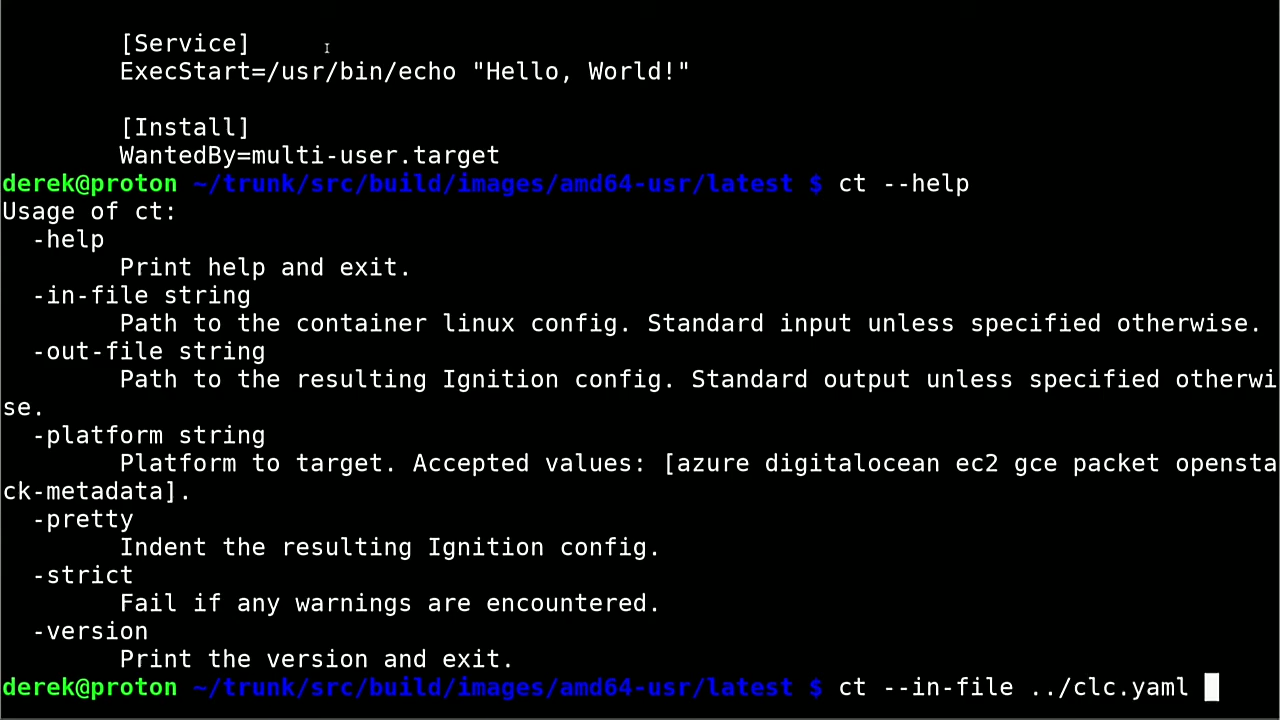 [Service]
ExecStart=/usr/bin/echo "Hello, World!"
[Install]
WantedBy=multi-user.target
derek@proton ~/trunk/src/build/images/amd64-usr/latest $ ct --help
Usage of ct:
-help
Print help and exit.
-in-file string
Path to the container linux config. Standard input unless specified otherwise.
-out-file string
Path to the resulting Ignition config. Standard output unless specified otherwi
se.
-platform string
Platform to target. Accepted values: [azure digitalocean ec2 gce packet opensta
ck-metadata].
-pretty
Indent the resulting Ignition config.
-strict
Fail if any warnings are encountered.
-version
Print the version and exit.
derek@proton ~/trunk/src/build/images/amd64-usr/latest $ ct --in-file ../clc.yaml